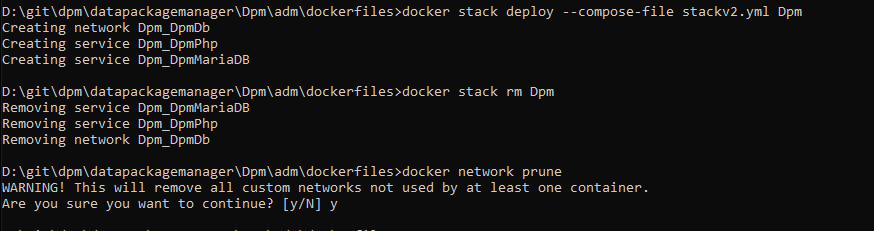 D:\git\dpm\datapackagemanager\Dpm\adm\dockerfiles>docker stack deploy --compose-file stackv2.yml Dpm
Creating network Dpm_DpmDb
Creating service Dpm_DpmPhp
Creating service Dpm_DpmMariaDB
D:\git\dpm\datapackagemanager\Dpm\adm\dockerfiles>docker stack rm Dpm
Removing service Dpm_DpmMariaDB
Removing service Dpm_DpmPhp
Removing network Dpm_DpmDb
D:\git\dpm\datapackagemanager\Dpm\adm\dockerfiles>docker network prune
WARNING! This will remove all custom networks not used by at least one container.
Are you sure you want to continue? [y/N] y